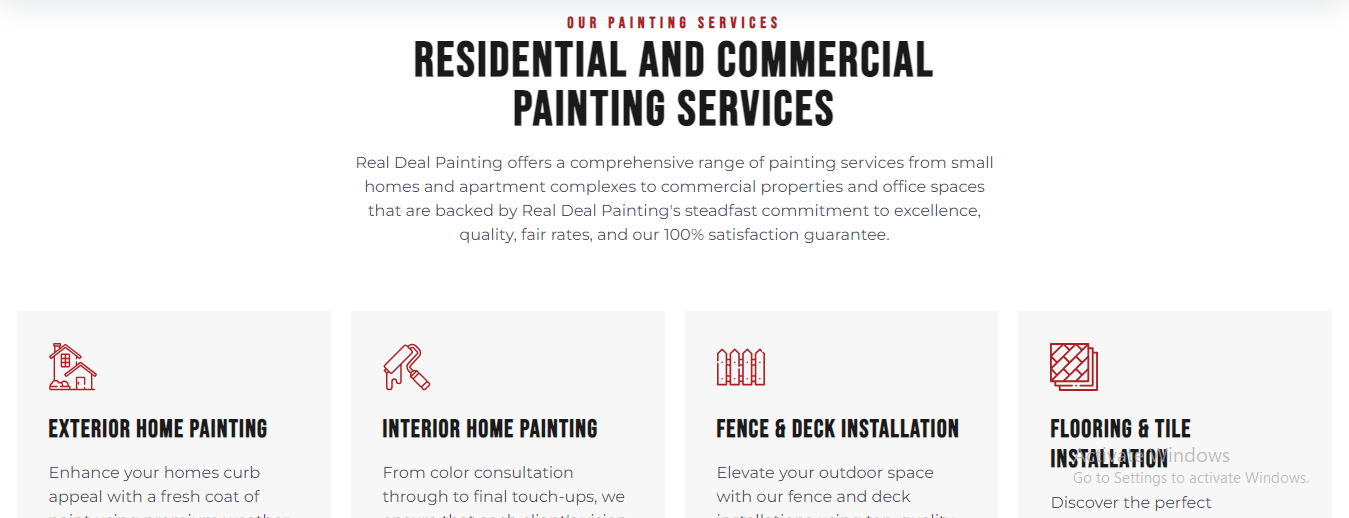 OUR PAINTING SERVICES
RESIDENTIAL AND COMMERCIAL
PAINTING SERVICES
Real Deal Painting offers a comprehensive range of painting services from small
homes and apartment complexes to commercial properties and office spaces
that are backed by Real Deal Painting's steadfast commitment to excellence,
quality, fair rates, and our 100% satisfaction guarantee.
EXTERIOR HOME PAINTING
Enhance your homes curb
appeal with a fresh coat of
INTERIOR HOME PAINTING
From color consultation
through to final touch-ups, we
FENCE & DECK INSTALLATION
Elevate your outdoor space
with our fence and deck
FLOORING & TILE
INSTALLATION
Discover the perfect
Activate Windows
Go to Settings to activate Windows.